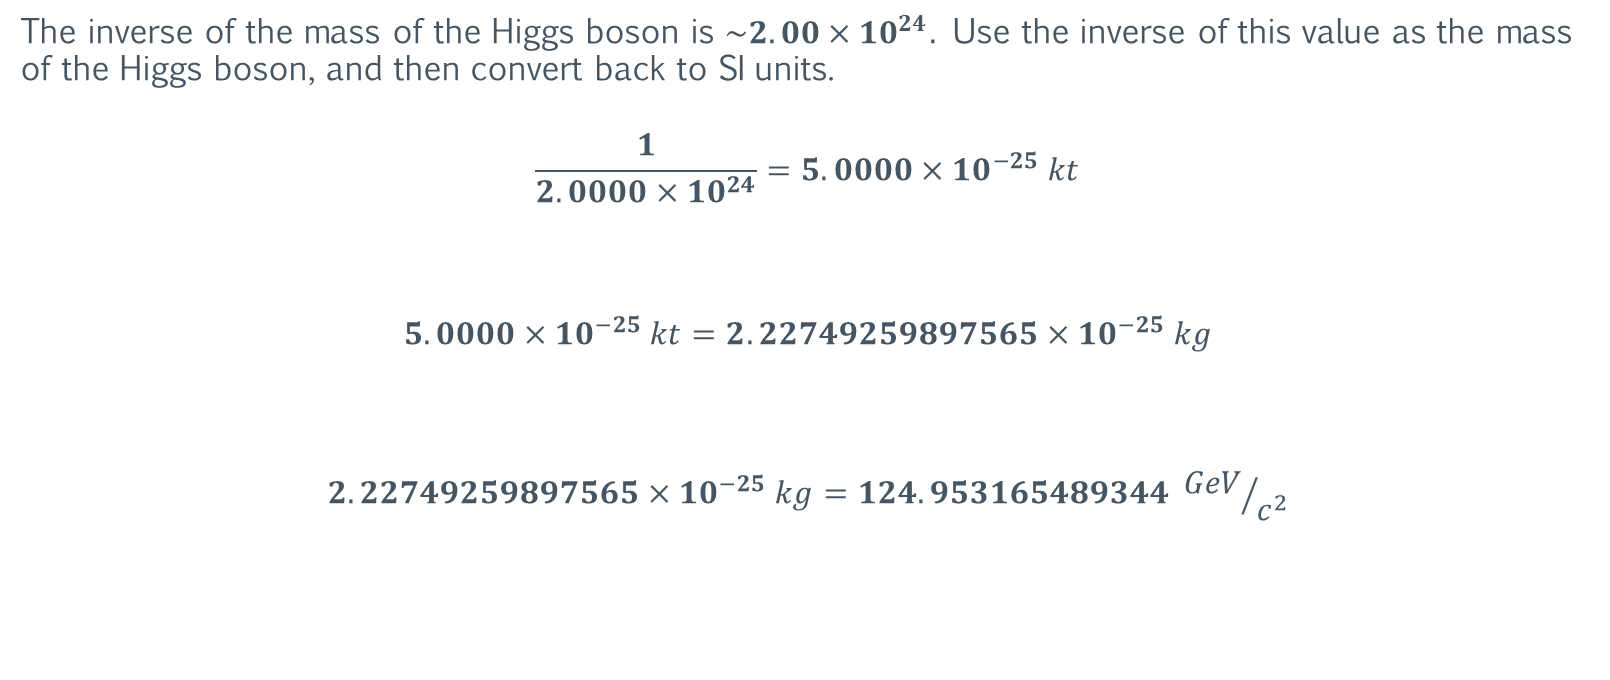 The inverse of the mass of the Higgs boson is ~2.00 × 10²⁴. Use the inverse of this value as the mass
of the Higgs boson, and then convert back to SI units.
1
2.0000 × 10²⁴ = 5.0000 × 10⁻²⁵ kt
5.0000 × 10⁻²⁵ kt = 2.22749259897565 × 10⁻²⁵ kg
2.22749259897565 × 10⁻²⁵ kg = 124.953165489344 GeV/c²